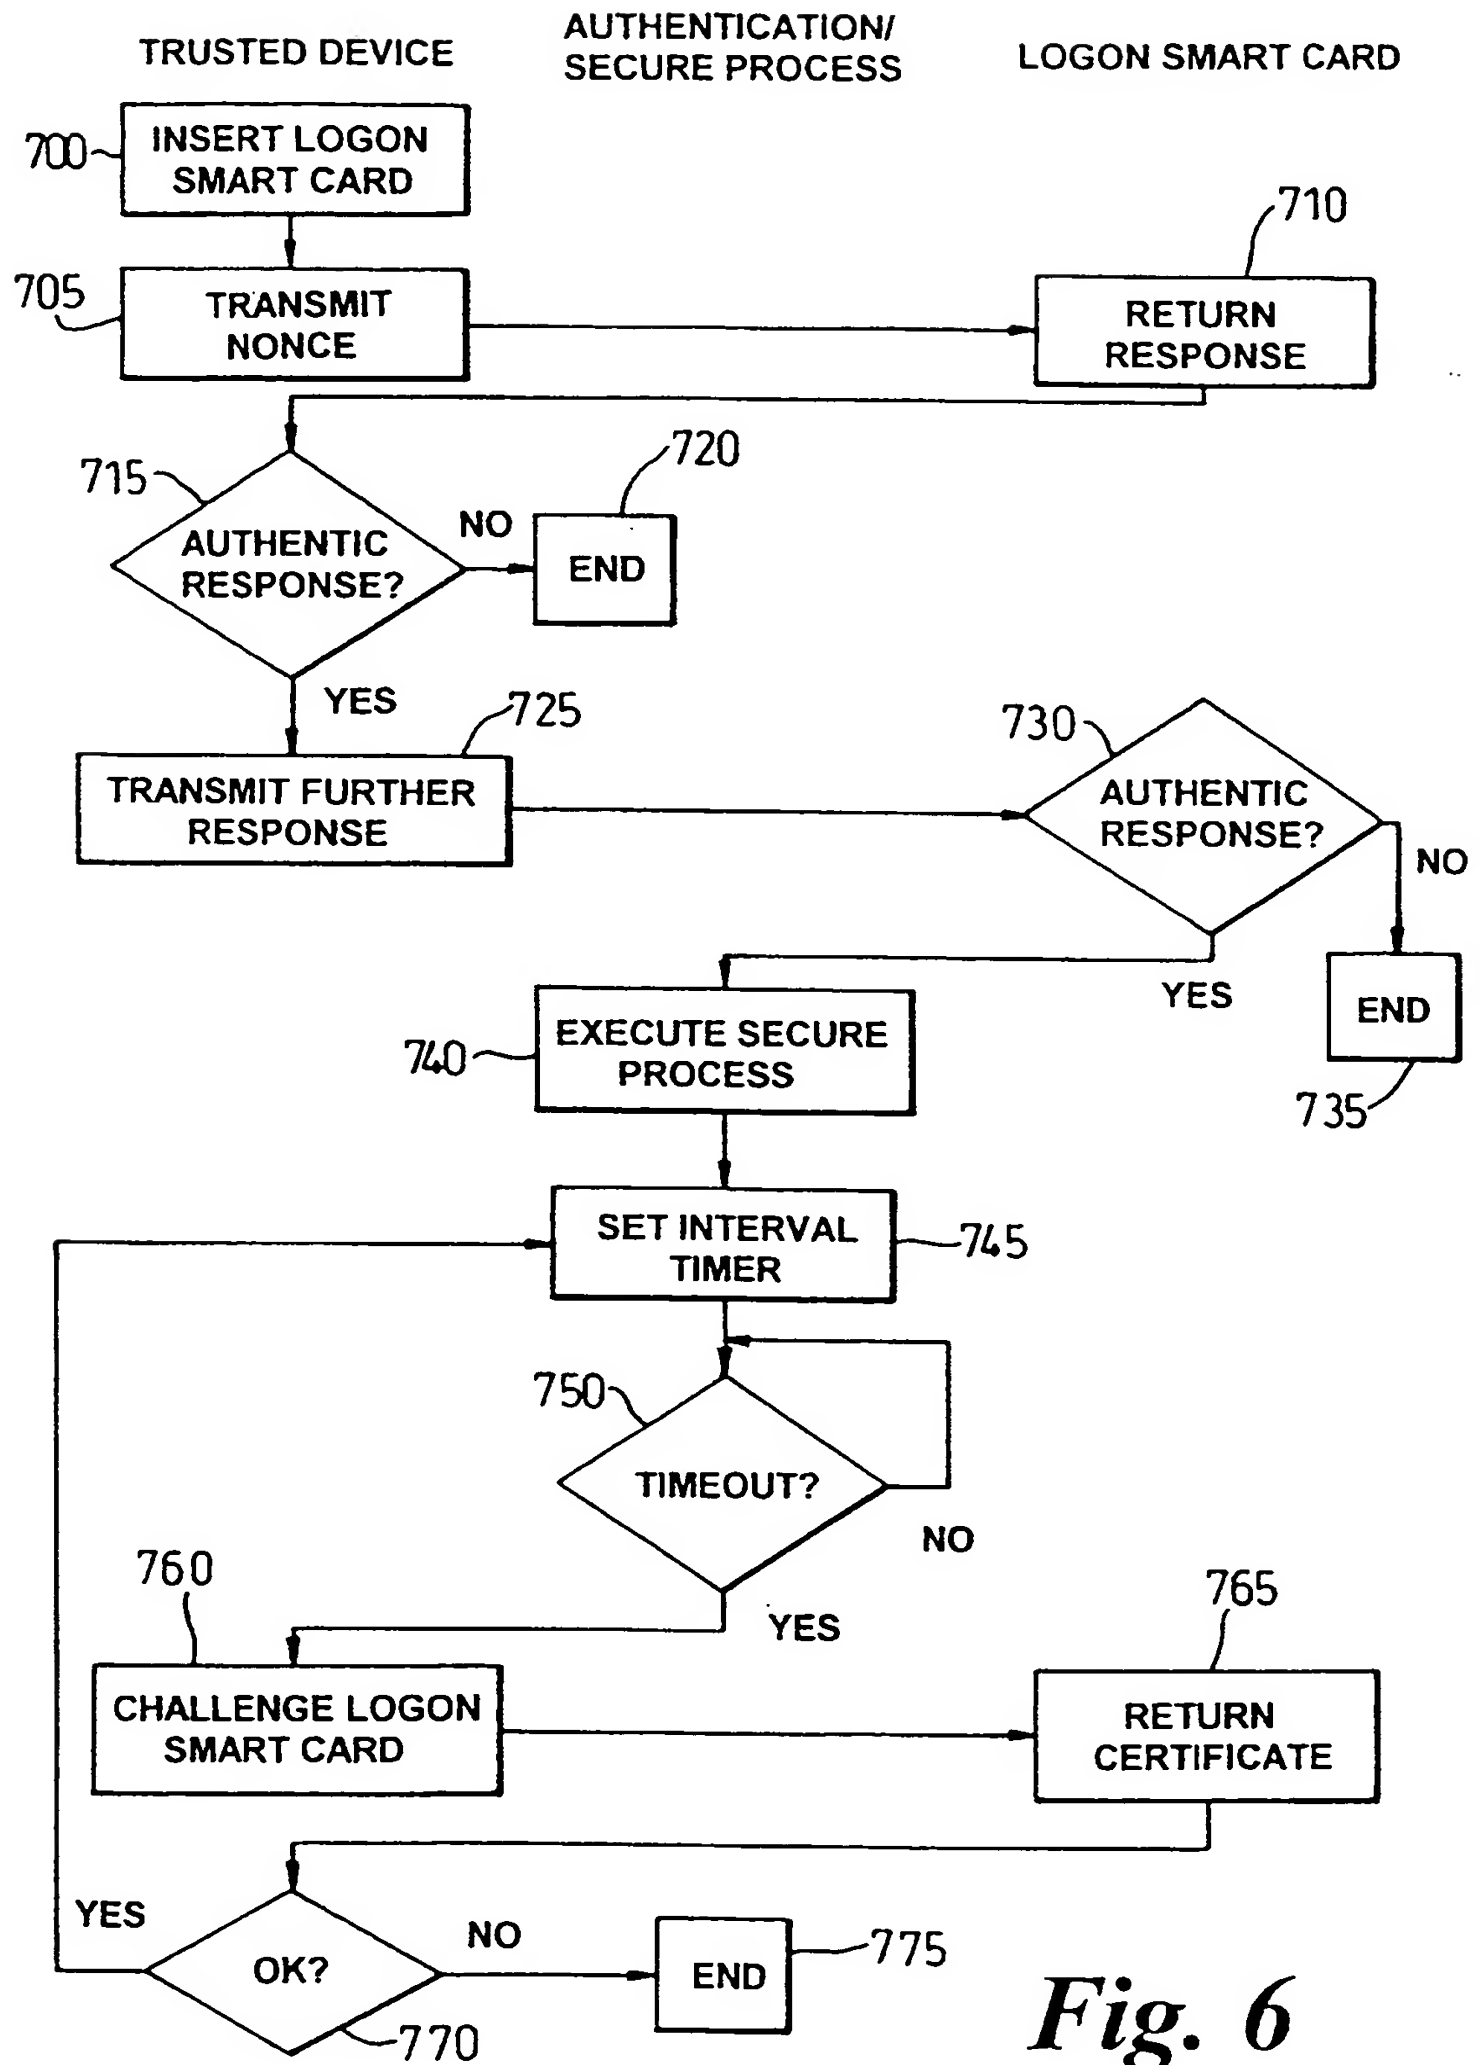 TRUSTED DEVICE
AUTHENTICATION/
SECURE PROCESS
LOGON SMART CARD
700
INSERT LOGON
SMART CARD
710
705
TRANSMIT
NONCE
RETURN
RESPONSE
715
720
AUTHENTIC
RESPONSE?
NO
END
YES
725
730
TRANSMIT FURTHER
RESPONSE
AUTHENTIC
RESPONSE?
NO
YES
END
735
740
EXECUTE SECURE
PROCESS
SET INTERVAL
TIMER
745
750
TIMEOUT?
NO
YES
760
765
CHALLENGE LOGON
SMART CARD
RETURN
CERTIFICATE
YES
OK?
NO
END
775
770
Fig. 6